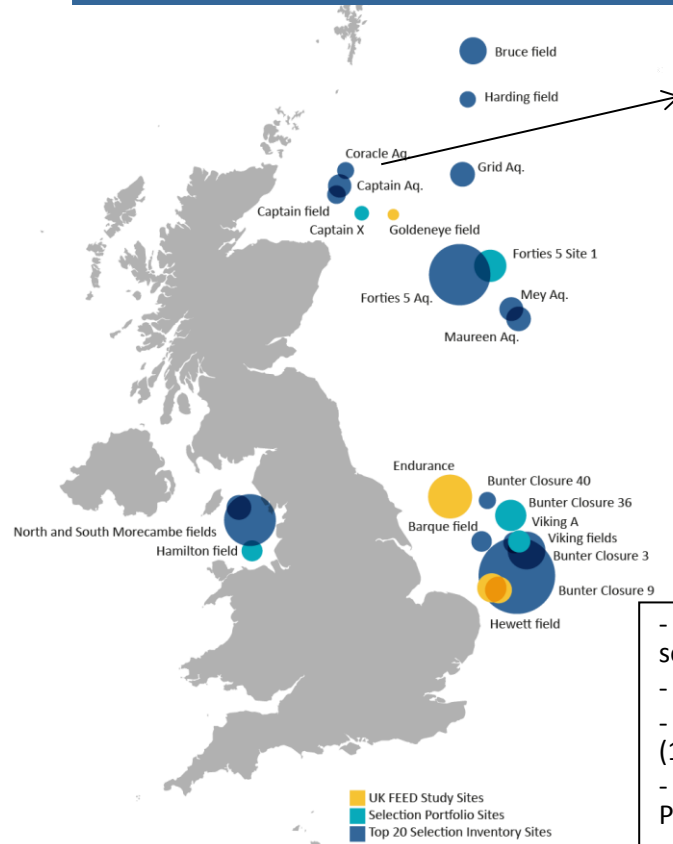 Bruce field
Harding field
Coracle Aq.
Grid Aq.
Captain Aq.
Captain field
Captain X
Goldeneye field
Forties 5 Site 1
Forties 5 Aq.
Mey Aq.
Maureen Aq.
Endurance
Bunter Closure 40
Bunter Closure 36
Barque field
Viking A
Viking fields
North and South Morecambe fields
Bunter Closure 3
Hamilton field
Bunter Closure 9
Hewett field
-
-
-
(1
-
P
UK FEED Study Sites
Selection Portfolio Sites
Top 20 Selection Inventory Sites